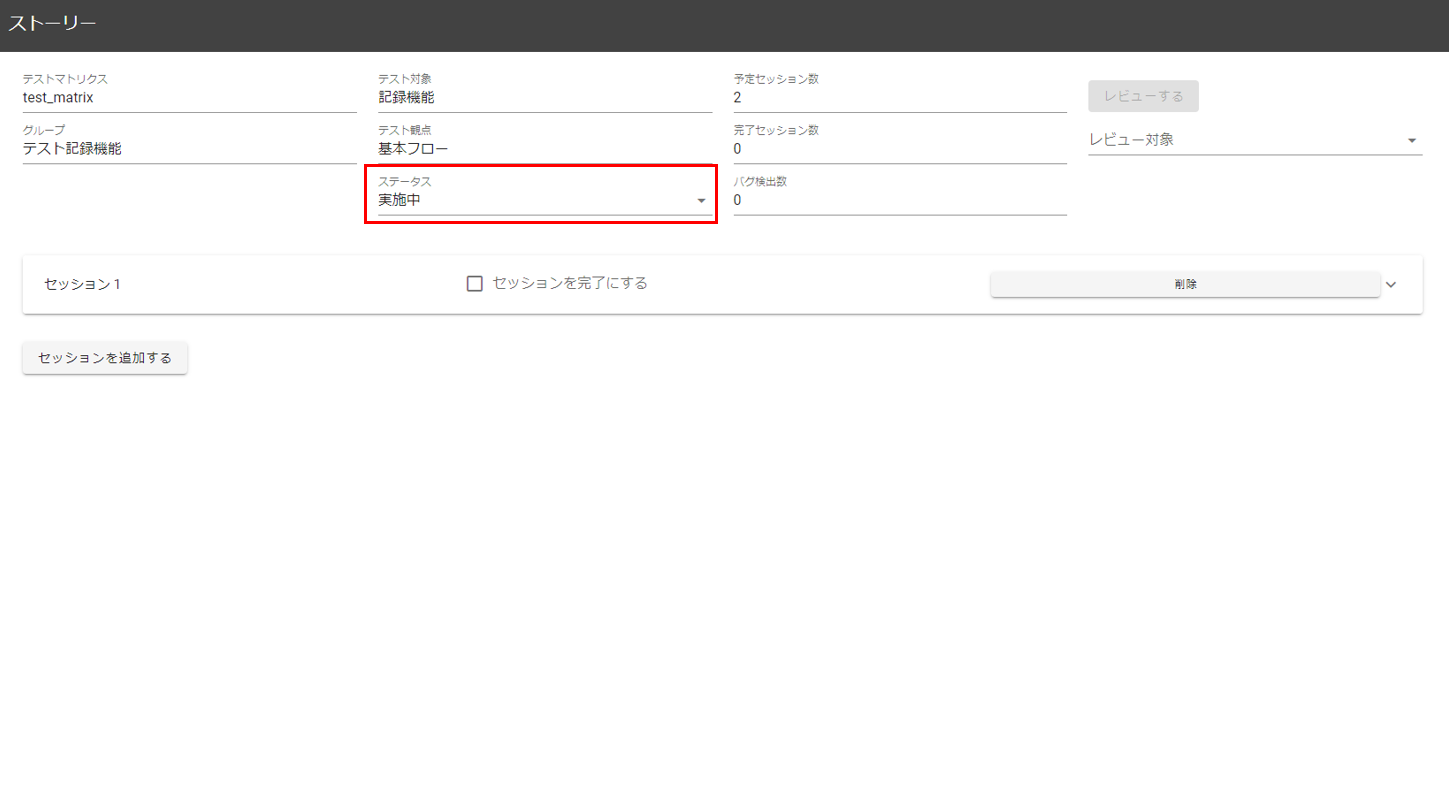 ストーリー
テストマトリクス
test_matrix
テスト対象
記録機能
予定セッション数
2
レビューする
グループ
テスト記録機能
テスト観点
基本フロー
完了セッション数
0
レビュー対象
ステータス
実施中
バグ検出数
0
セッション 1
セッションを完了にする
削除
セッションを追加する